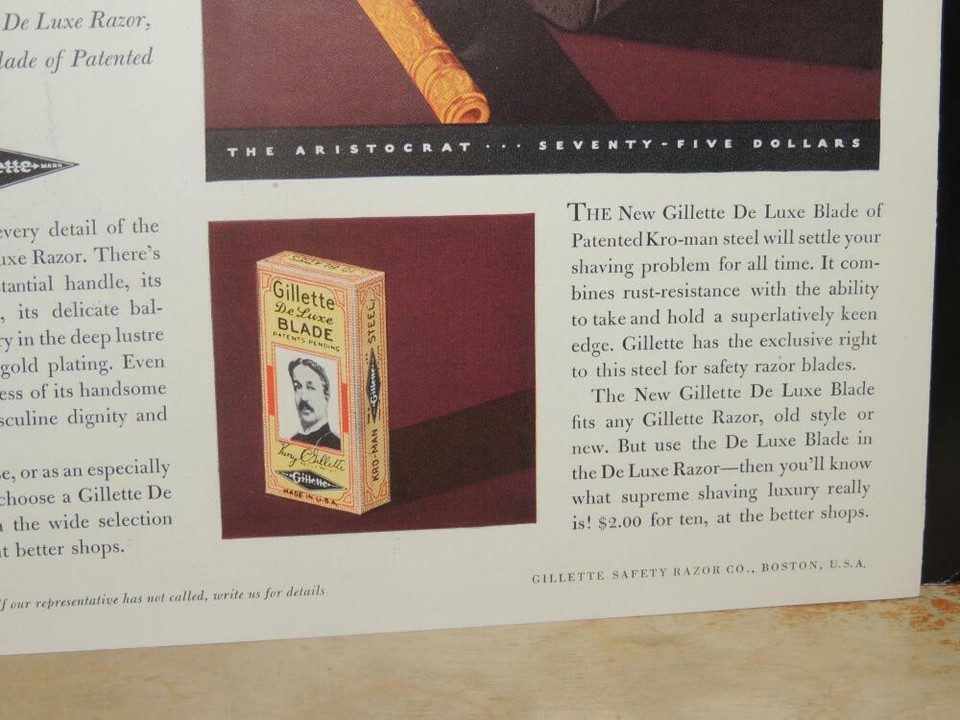 De Luxe Razor,
lade of Patented
THE ARISTOCRAT ··· SEVENTY-FIVE DOLLARS
MARK
every detail of the
uxe Razor. There's
stantial handle, its
, its delicate bal-
ry in the deep lustre
gold plating. Even
ess of its handsome
sculine dignity and
se, or as an especially
choose a Gillette De
n the wide selection
at better shops.
Gillette
De Luxe
BLADE
PATENTS PENDING
King C Gillette
Gillette
MADE IN U.S.A.
KRO-MAN Gillette STEEL
THE New Gillette De Luxe Blade of
Patented Kro-man steel will settle your
shaving problem for all time. It com-
bines rust-resistance with the ability
to take and hold a superlatively keen
edge. Gillette has the exclusive right
to this steel for safety razor blades.
The New Gillette De Luxe Blade
fits any Gillette Razor, old style or
new. But use the De Luxe Blade in
the De Luxe Razor—then you'll know
what supreme shaving luxury really
is! $2.00 for ten, at the better shops.
If our representative has not called, write us for details
GILLETTE SAFETY RAZOR CO., BOSTON, U.S.A.